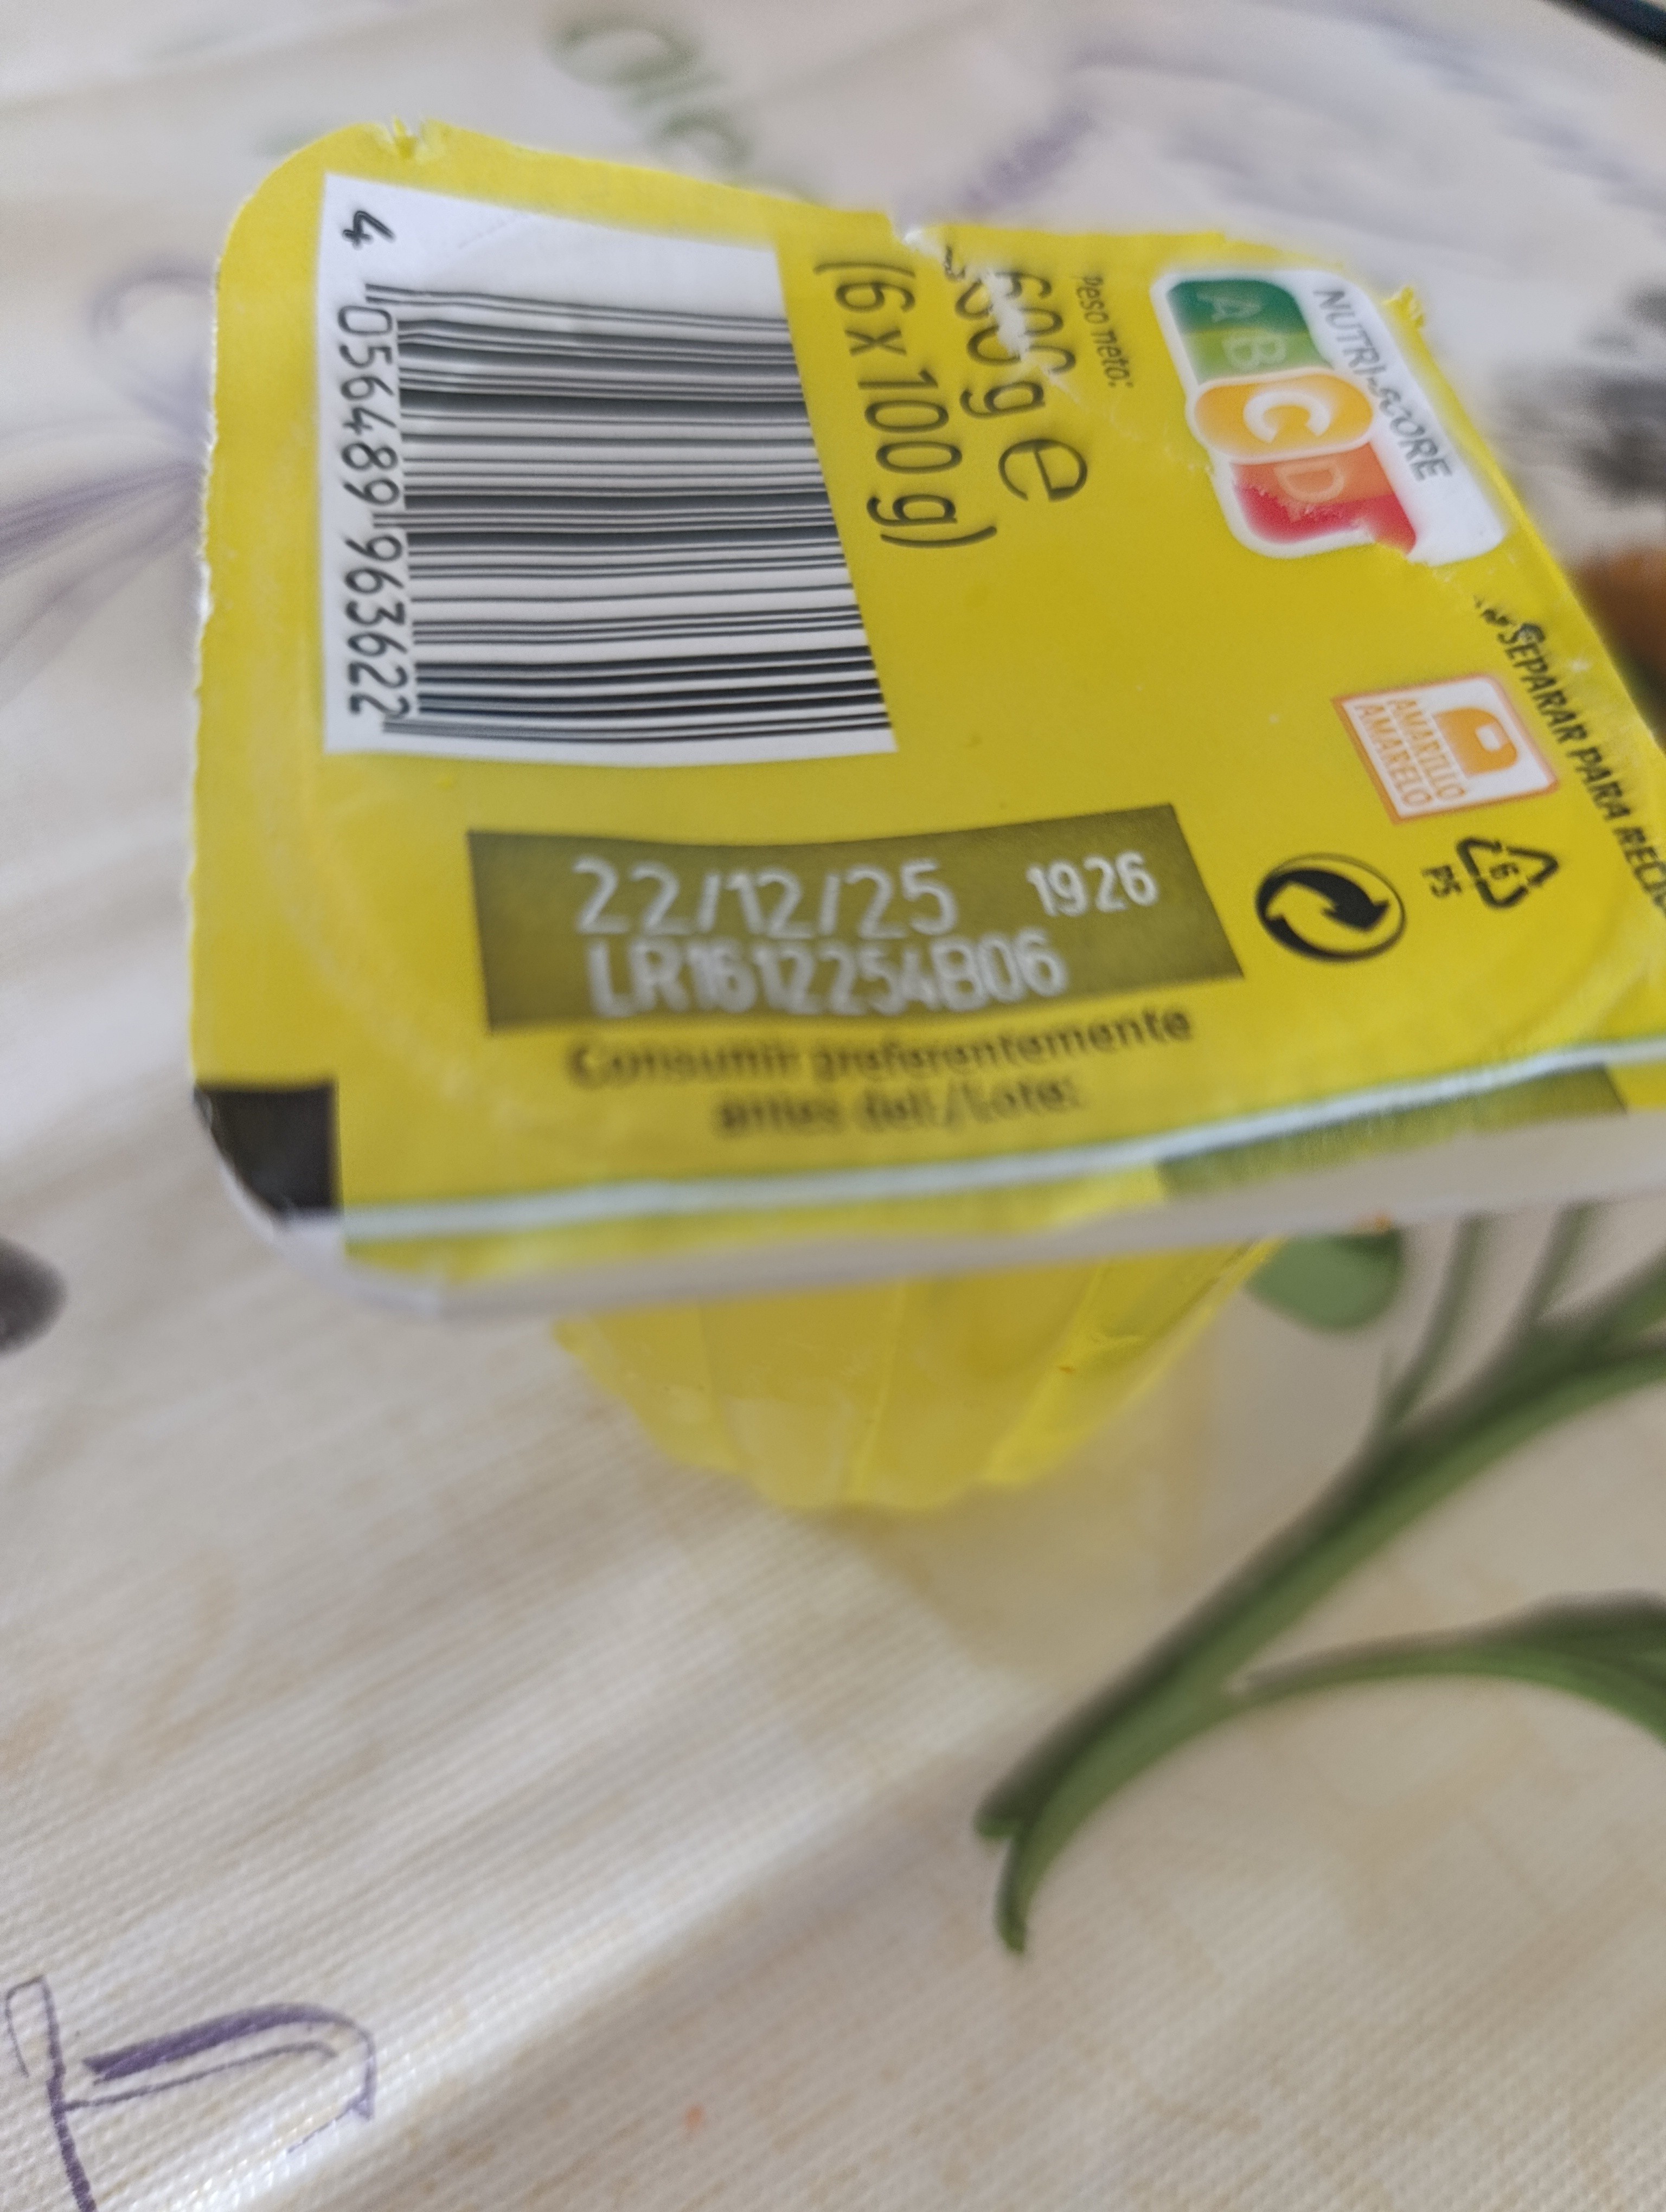 4 056489 963622
Peso neto:
600 g e
(6 x 100 g)
NUTRI-SCORE
A B C D
SEPARAR PARA
AMARILLO
AMARELO
6
PS
22/12/25 1926
LR1612254B06
Consumir preferentemente
antes del:/Lote: